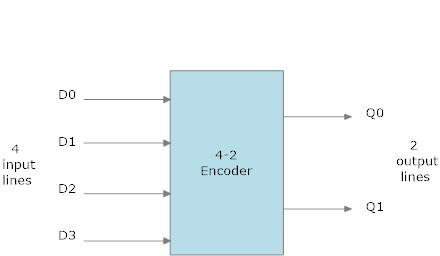 D0
D1
D2
D3
4
input
lines
4-2
Encoder
Q0
Q1
2
output
lines